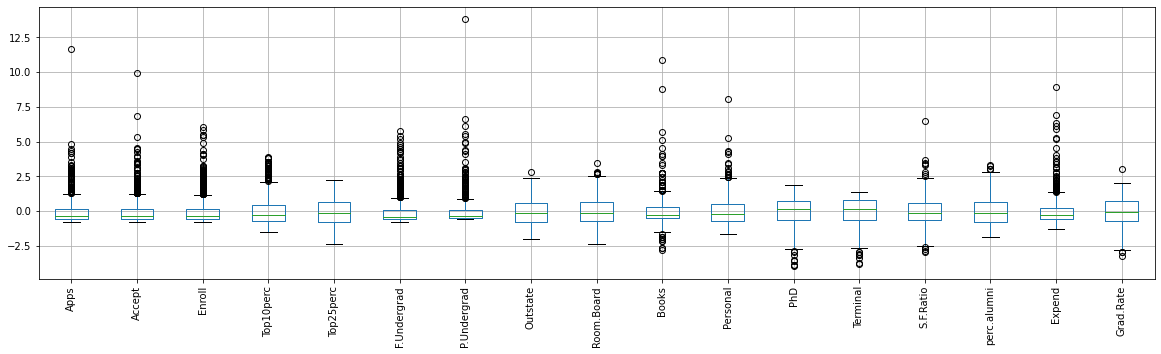 12.5
10.0
7.5
5.0
2.5
0.0
−2.5
Apps
Accept
Enroll
Top10perc
Top25perc
F.Undergrad
P.Undergrad
Outstate
Room.Board
Books
Personal
PhD
Terminal
S.F.Ratio
perc.alumni
Expend
Grad.Rate